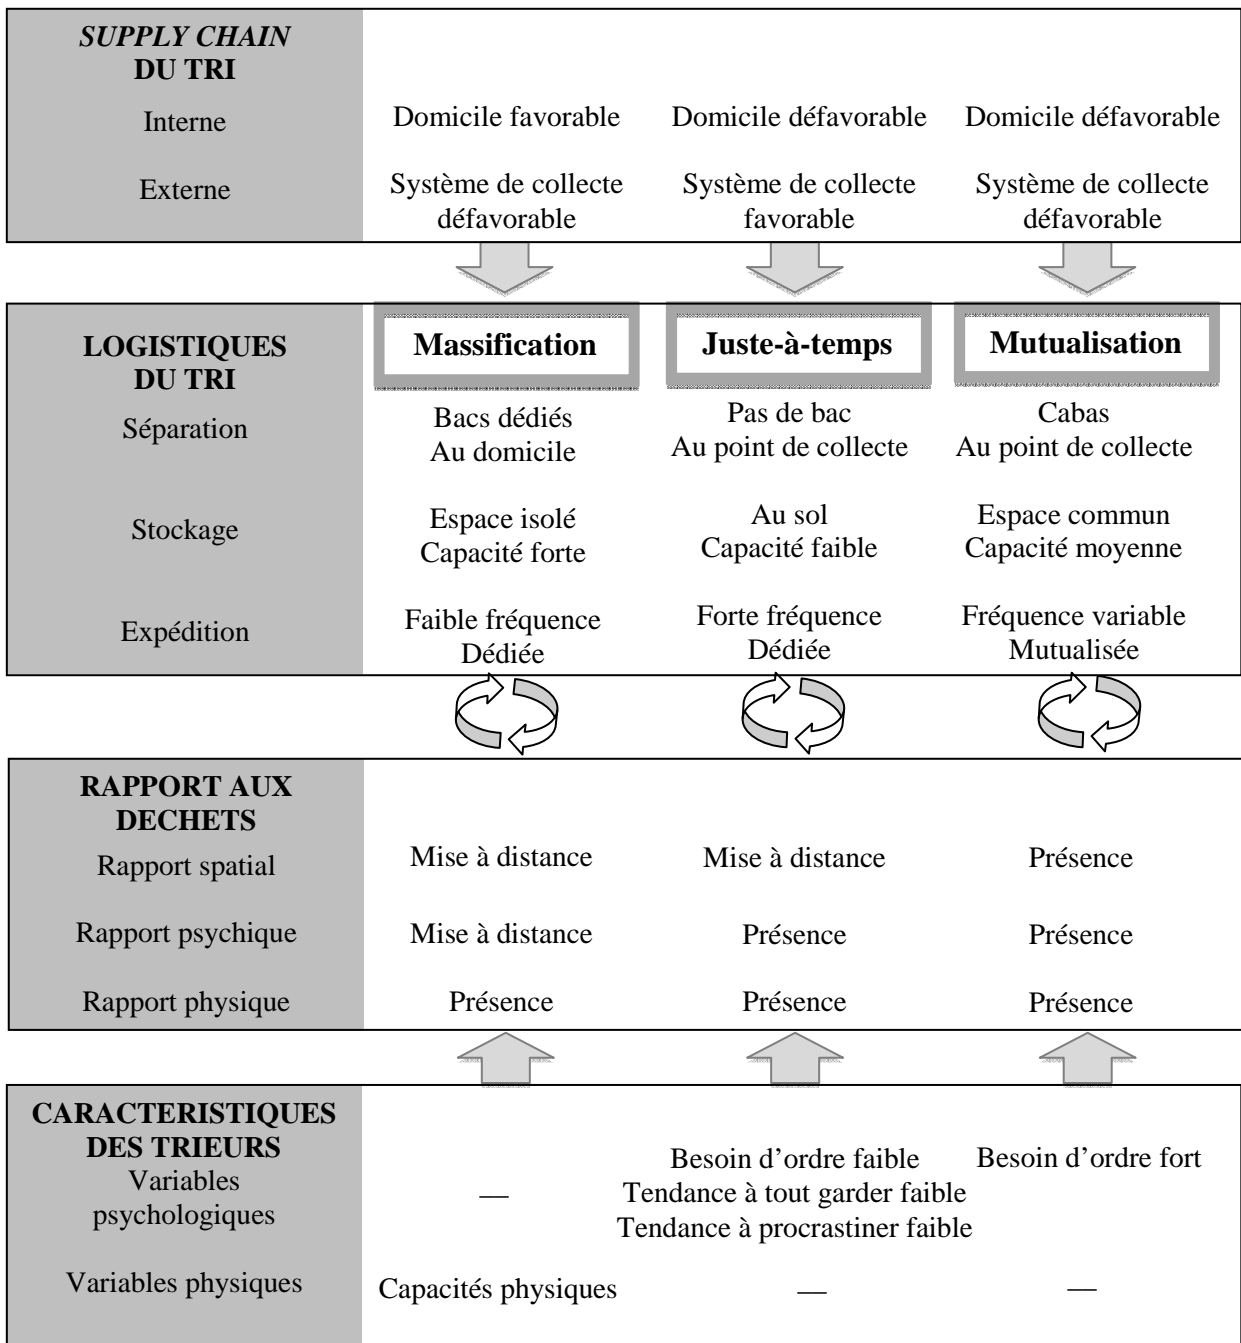 SUPPLY CHAIN
DU TRI
Interne
Domicile favorable
Domicile défavorable
Domicile défavorable
Externe
Système de collecte
défavorable
Système de collecte
favorable
Système de collecte
défavorable
LOGISTIQUES
DU TRI
Massification
Juste-à-temps
Mutualisation
Séparation
Bacs dédiés
Au domicile
Pas de bac
Au point de collecte
Cabas
Au point de collecte
Stockage
Espace isolé
Capacité forte
Au sol
Capacité faible
Espace commun
Capacité moyenne
Expédition
Faible fréquence
Dédiée
Forte fréquence
Dédiée
Fréquence variable
Mutualisée
RAPPORT AUX
DECHETS
Rapport spatial
Mise à distance
Mise à distance
Présence
Rapport psychique
Mise à distance
Présence
Présence
Rapport physique
Présence
Présence
Présence
CARACTERISTIQUES
DES TRIEURS
Variables
psychologiques
—
Besoin d'ordre faible
Tendance à tout garder faible
Tendance à procrastiner faible
Besoin d'ordre fort
Variables physiques
Capacités physiques
—
—